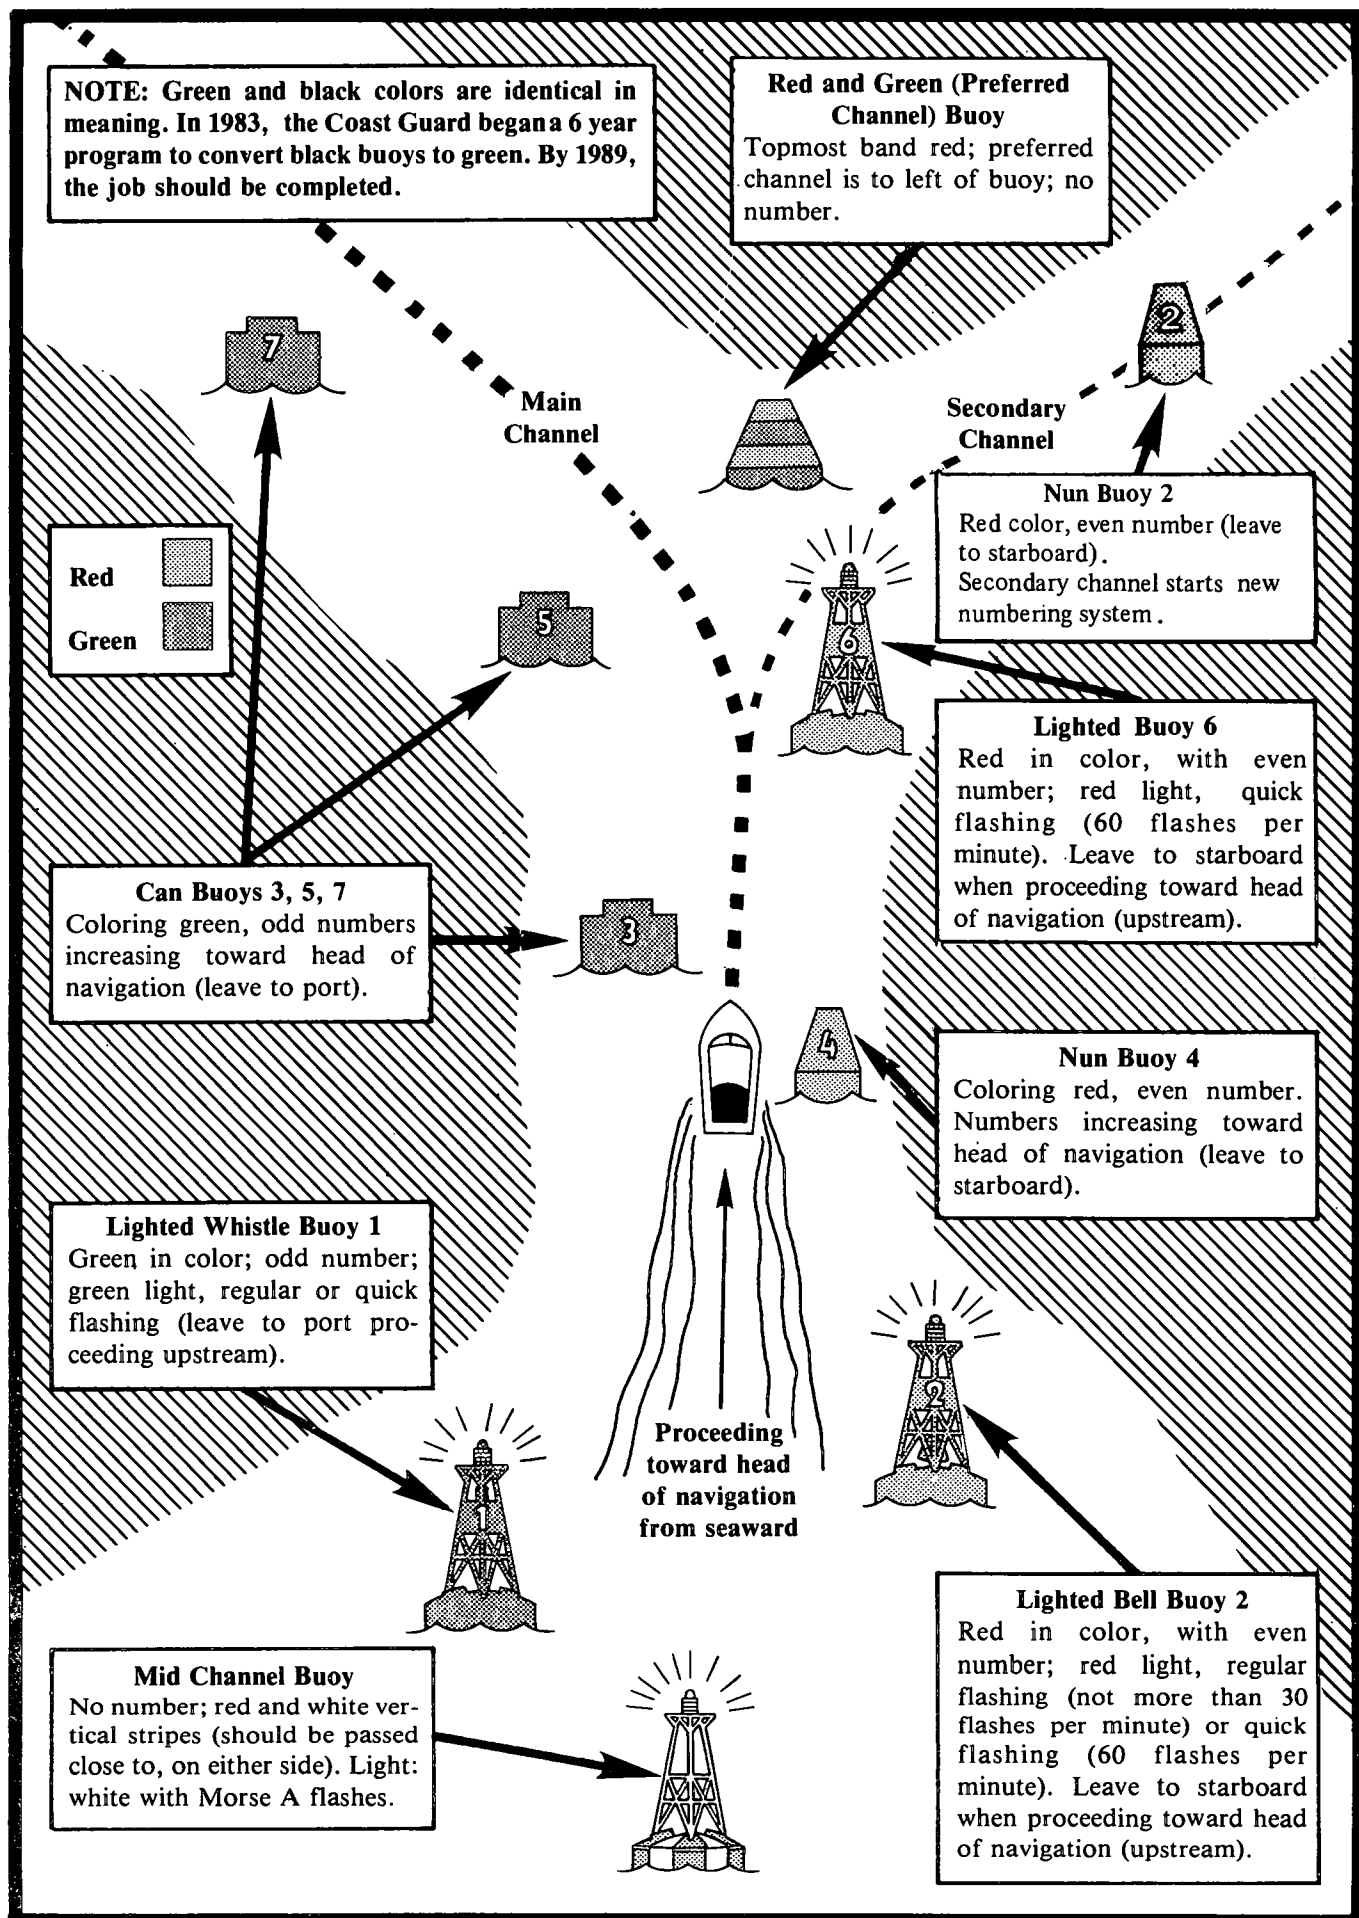 NOTE: Green and black colors are identical in
meaning. In 1983, the Coast Guard began a 6 year
program to convert black buoys to green. By 1989,
the job should be completed.
Red and Green (Preferred
Channel) Buoy
Topmost band red; preferred
channel is to left of buoy; no
number.
7
2
Main
Channel
Secondary
Channel
Nun Buoy 2
Red color, even number (leave
to starboard).
Secondary channel starts new
numbering system.
Red
Green
5
6
Lighted Buoy 6
Red in color, with even
number; red light, quick
flashing (60 flashes per
minute). Leave to starboard
when proceeding toward head
of navigation (upstream).
Can Buoys 3, 5, 7
Coloring green, odd numbers
increasing toward head of
navigation (leave to port).
3
4
Nun Buoy 4
Coloring red, even number.
Numbers increasing toward
head of navigation (leave to
starboard).
Lighted Whistle Buoy 1
Green in color; odd number;
green light, regular or quick
flashing (leave to port pro-
ceeding upstream).
2
Proceeding
toward head
of navigation
from seaward
1
Lighted Bell Buoy 2
Red in color, with even
number; red light, regular
flashing (not more than 30
flashes per minute) or quick
flashing (60 flashes per
minute). Leave to starboard
when proceeding toward head
of navigation (upstream).
Mid Channel Buoy
No number; red and white ver-
tical stripes (should be passed
close to, on either side). Light:
white with Morse A flashes.